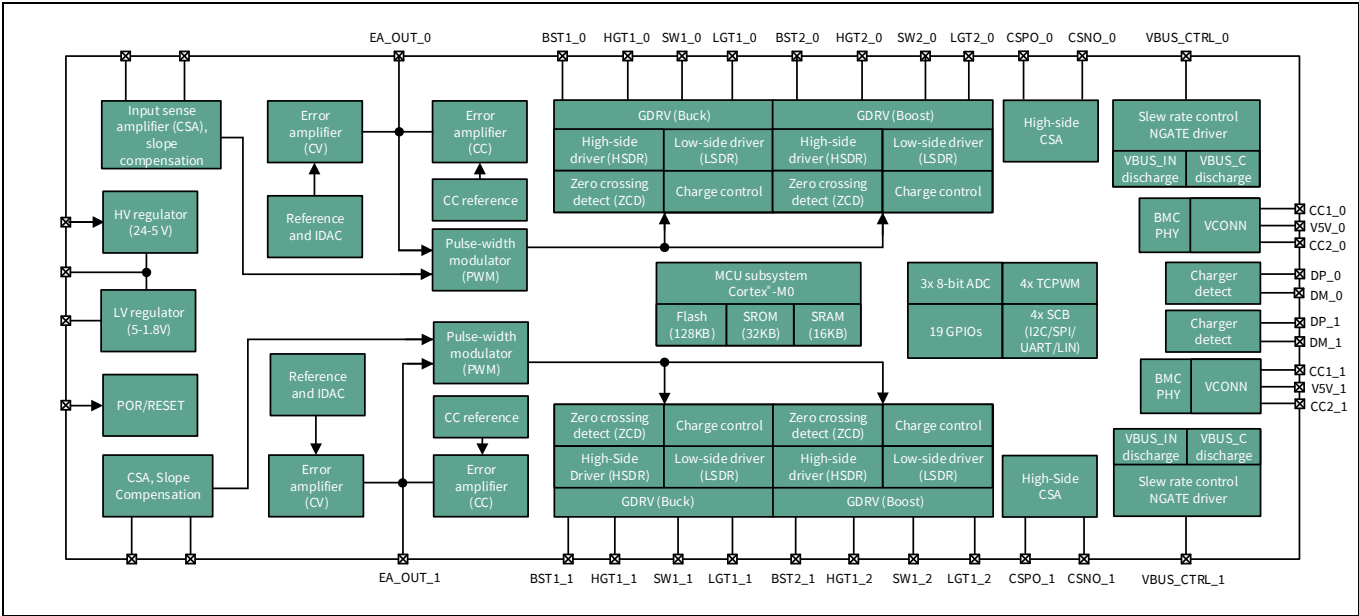 EA_OUT_0
BST1_0
HGT1_0
SW1_0
LGT1_0
BST2_0
HGT2_0
SW2_0
LGT2_0
CSPO_0
CSNO_0
VBUS_CTRL_0
Input sense
amplifier (CSA),
slope
compensation
Error
amplifier
(CV)
Error
amplifier
(CC)
GDRV (Buck)
GDRV (Boost)
High-side
driver (HSDR)
Low-side driver
(LSDR)
High-side
driver (HSDR)
Low-side driver
(LSDR)
Zero crossing
detect (ZCD)
Charge control
Zero crossing
detect (ZCD)
Charge control
High-side
CSA
Slew rate control
NGATE driver
VBUS_IN
discharge
VBUS_C
discharge
HV regulator
(24-5 V)
Reference
and IDAC
CC reference
Pulse-width
modulator
(PWM)
BMC
PHY
VCONN
CC1_0
V5V_0
CC2_0
MCU subsystem
Cortex®-M0
Flash
(128KB)
SROM
(32KB)
SRAM
(16KB)
3x 8-bit ADC
4x TCPWM
19 GPIOs
4x SCB
(I2C/SPI/
UART/LIN)
Charger
detect
DP_0
DM_0
LV regulator
(5-1.8V)
Pulse-width
modulator
(PWM)
Charger
detect
DP_1
DM_1
POR/RESET
Reference
and IDAC
CC reference
BMC
PHY
VCONN
CC1_1
V5V_1
CC2_1
CSA, Slope
Compensation
Error
amplifier
(CV)
Error
amplifier
(CC)
Zero crossing
detect (ZCD)
Charge control
Zero crossing
detect (ZCD)
Charge control
High-Side
Driver (HSDR)
Low-side driver
(LSDR)
High-side
driver (HSDR)
Low-side driver
(LSDR)
GDRV (Buck)
GDRV (Boost)
High-Side
CSA
VBUS_IN
discharge
VBUS_C
discharge
Slew rate control
NGATE driver
EA_OUT_1
BST1_1
HGT1_1
SW1_1
LGT1_1
BST2_1
HGT1_2
SW1_2
LGT1_2
CSPO_1
CSNO_1
VBUS_CTRL_1